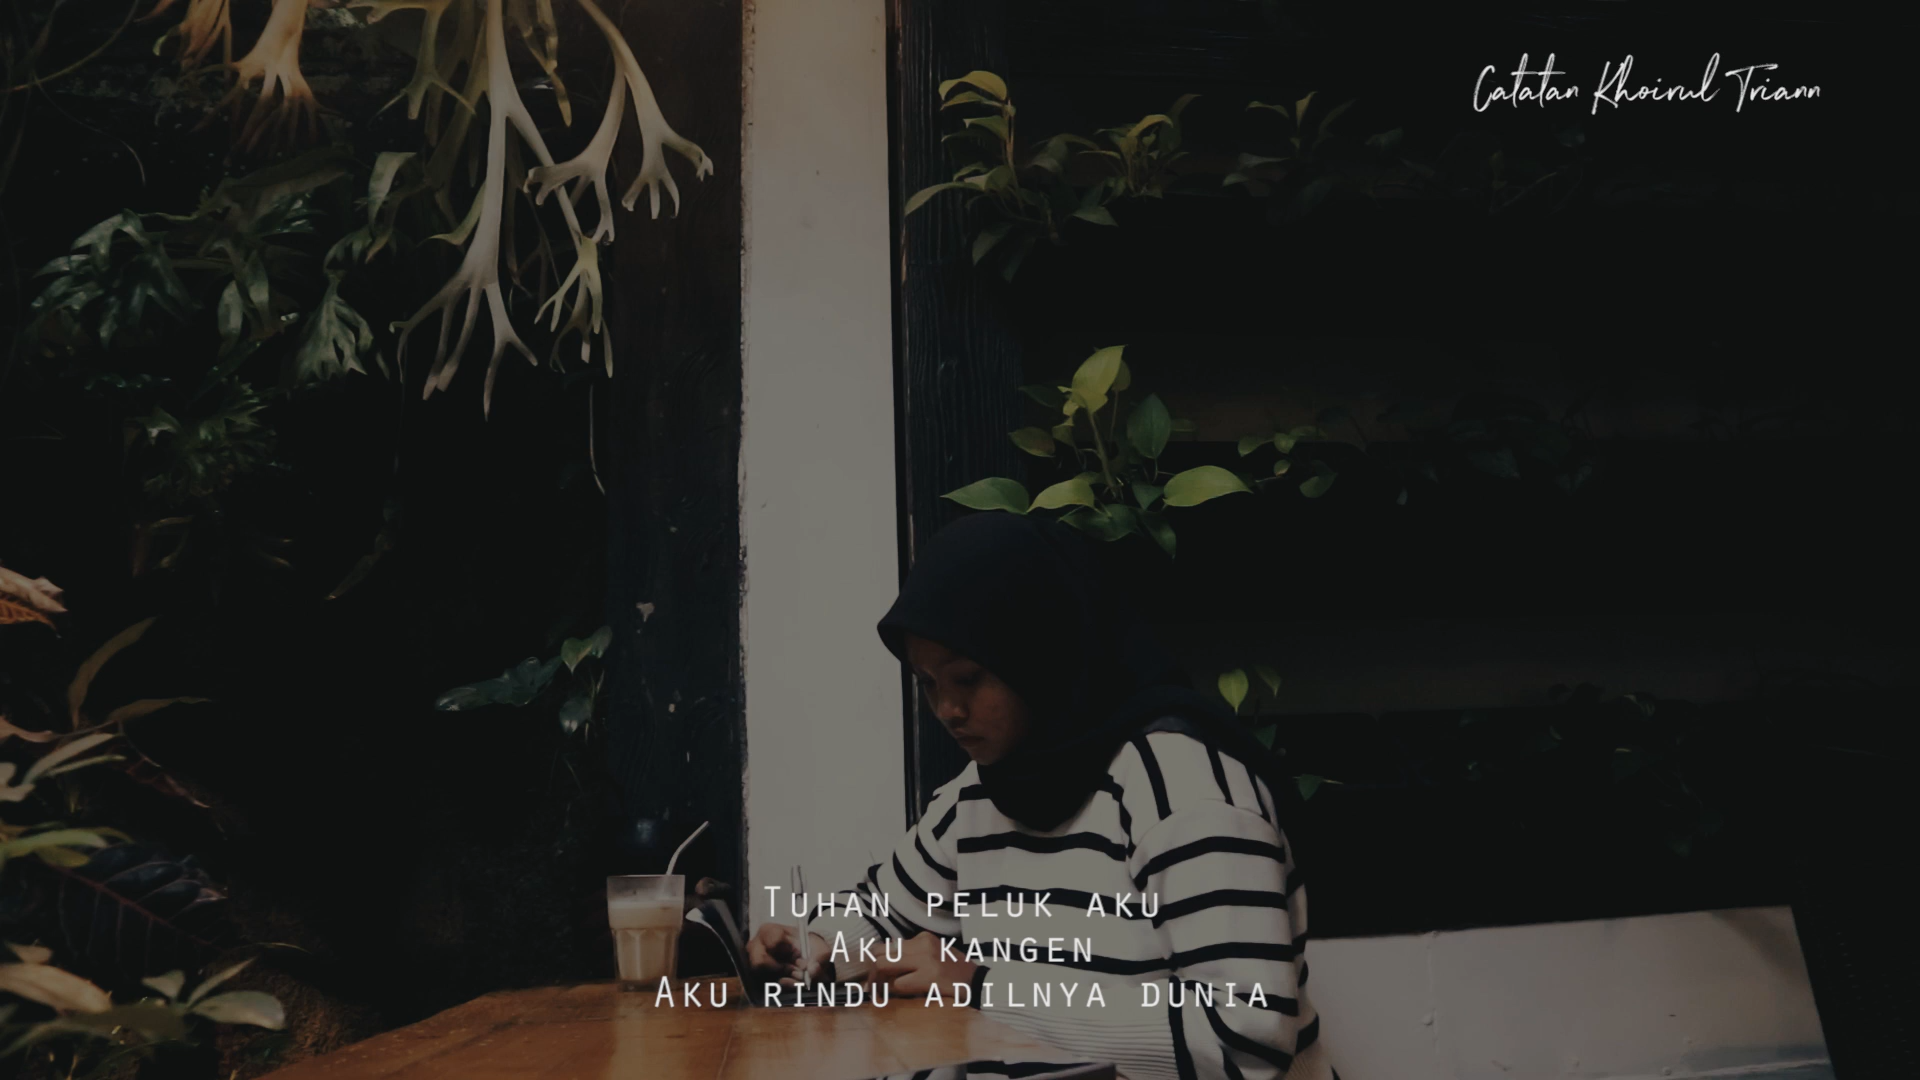 Catatan Khoirul Triann
Tuhan peluk aku
Aku kangen
Aku rindu adilnya dunia